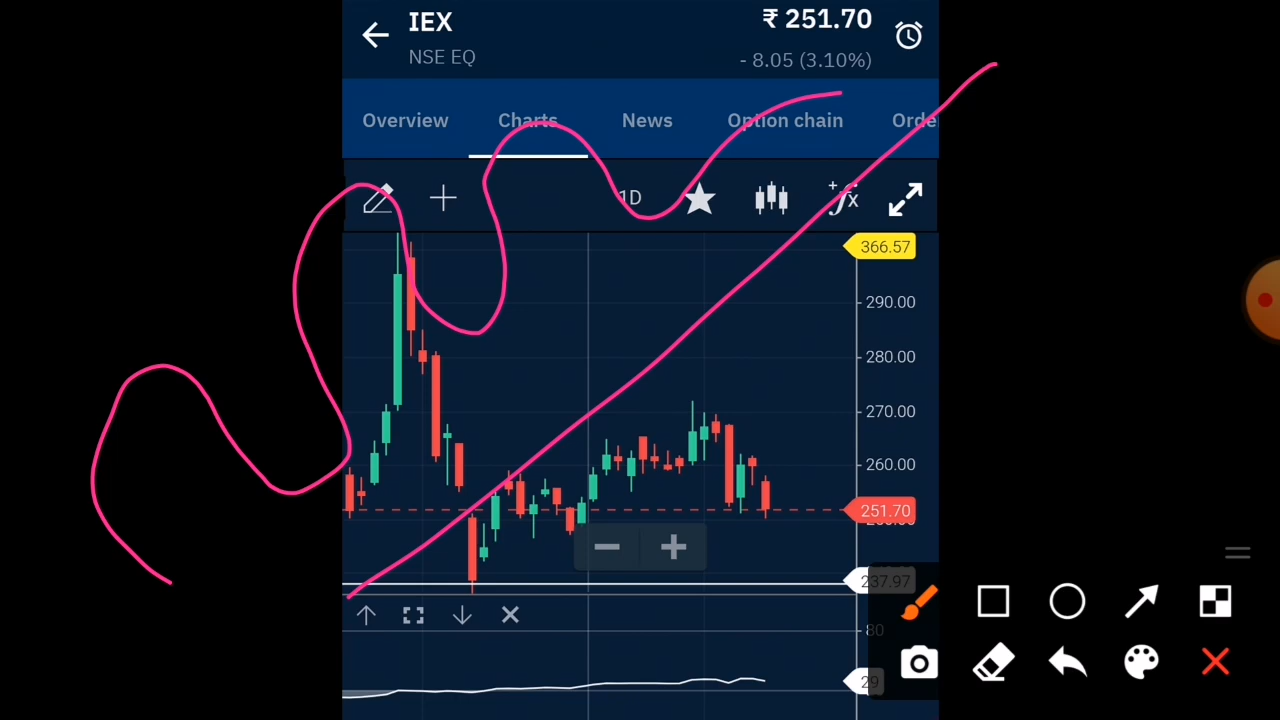 IEX
₹ 251.70
NSE EQ
- 8.05 (3.10%)
Overview
Charts
News
Option chain
Orde
1D
366.57
290.00
280.00
270.00
260.00
251.70
237.97
80
29